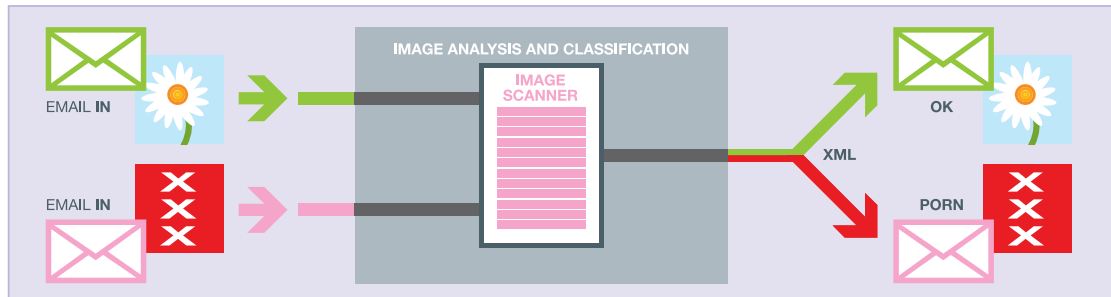 IMAGE ANALYSIS AND CLASSIFICATION
EMAIL IN
IMAGE
SCANNER
OK
XML
EMAIL IN
X
X
X
PORN
X
X
X